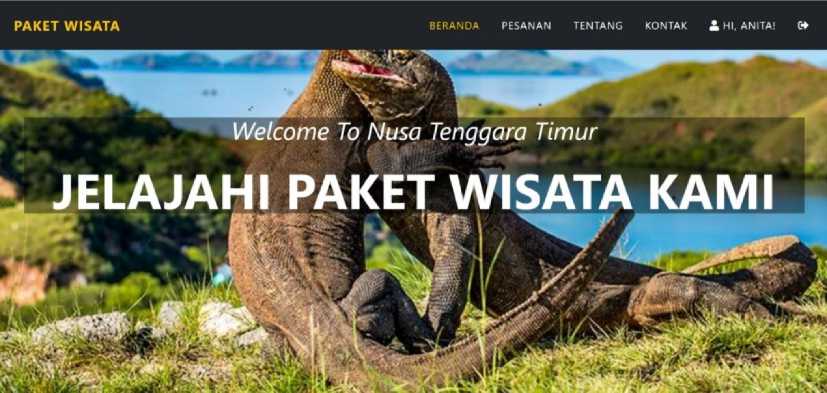 PAKET WISATA
BERANDA PESANAN TENTANG KONTAK HI, ANITA!
Welcome To Nusa Tenggara Timur
JELAJAHI PAKET WISATA KAMI